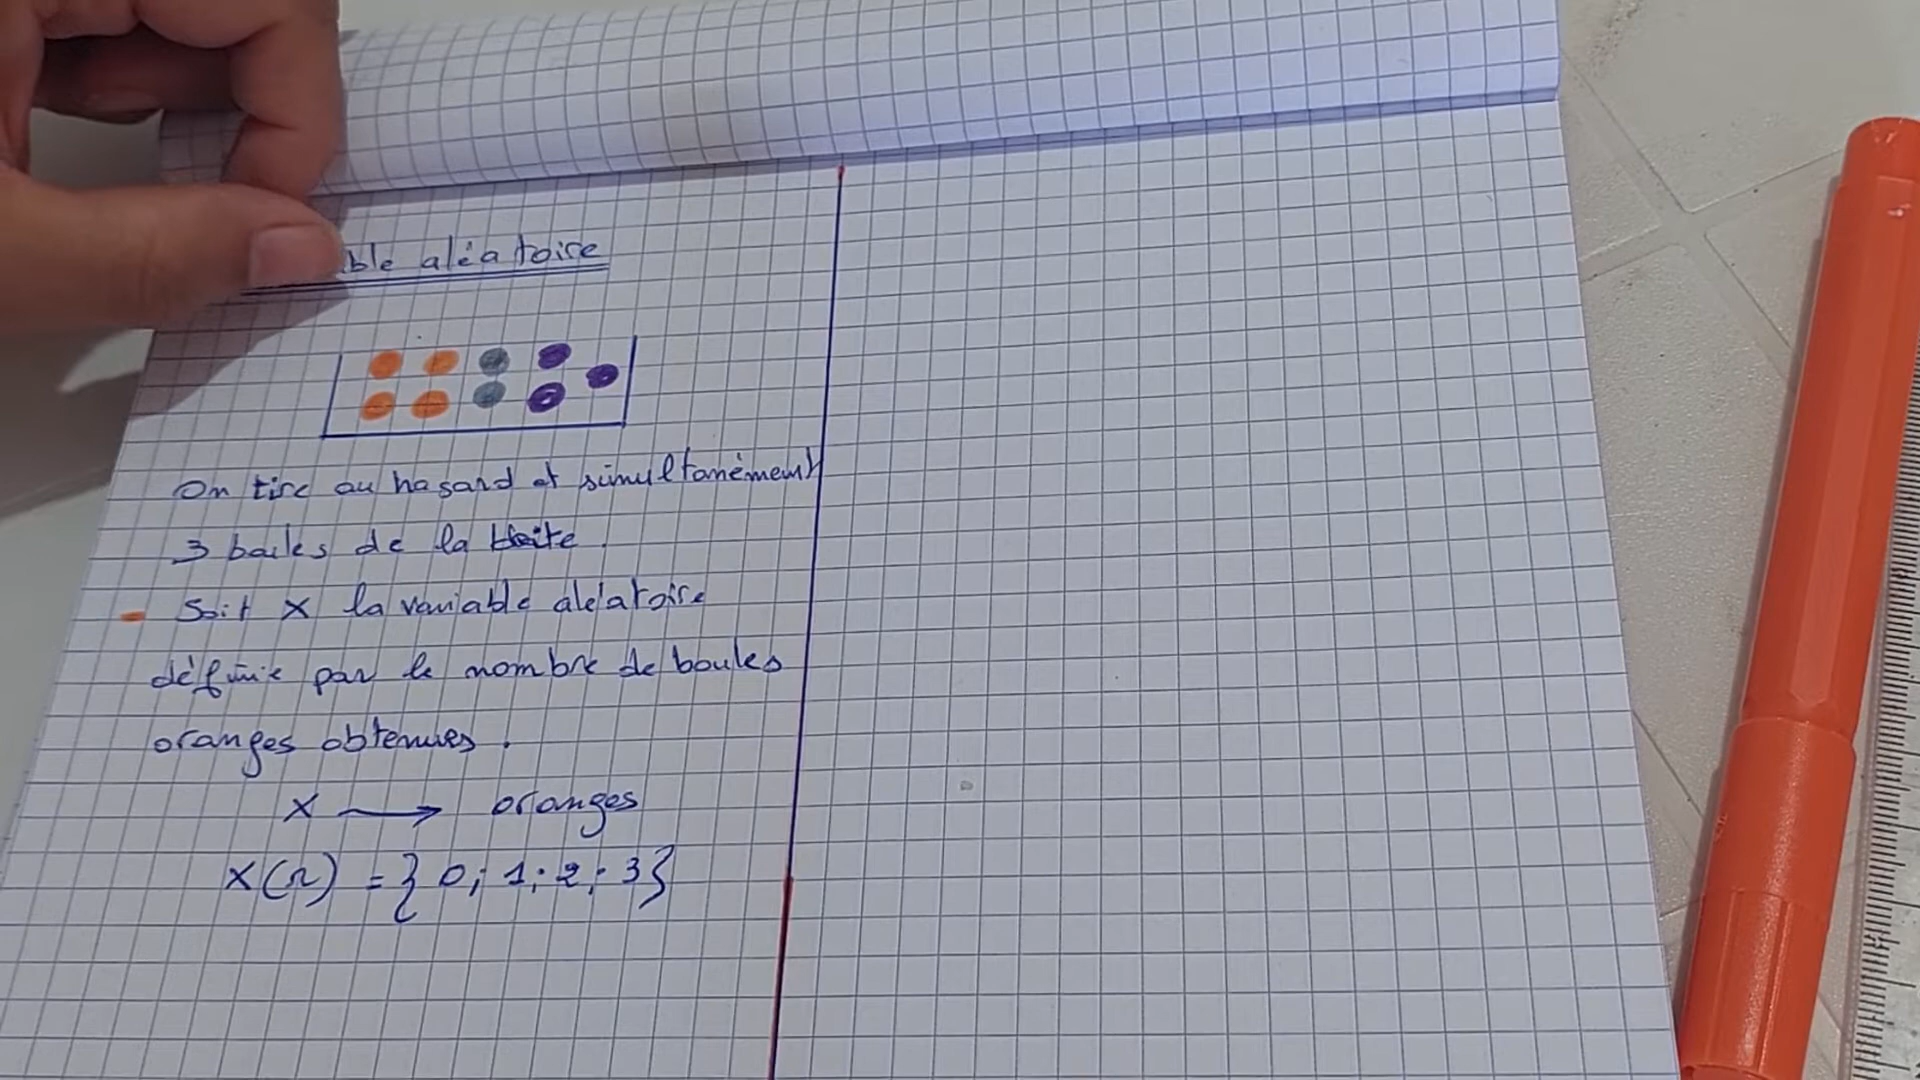 ble aléatoire
On tire au hasard et simultanément
3 boules de la boite.
- Soit X la variable aléatoire
définie par le nombre de boules
oranges obtenues.
X → oranges
X(Ω) = { 0; 1; 2; 3}